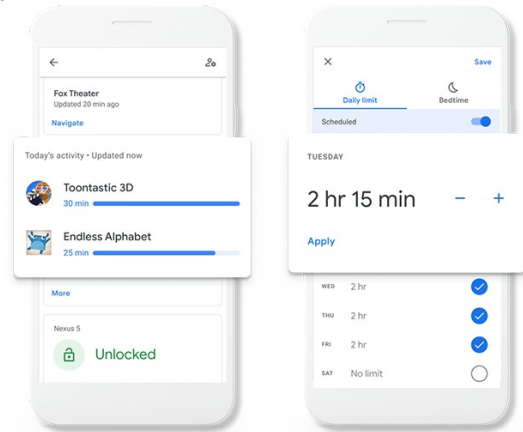 Fox Theater
Updated 20 min ago
Navigate
Today's activity • Updated now
Toontastic 3D
30 min
Endless Alphabet
25 min
More
Nexus 5
Unlocked
Save
Daily limit
Bedtime
Scheduled
TUESDAY
2 hr 15 min
Apply
WED 2 hr
THU 2 hr
FRI 2 hr
SAT No limit